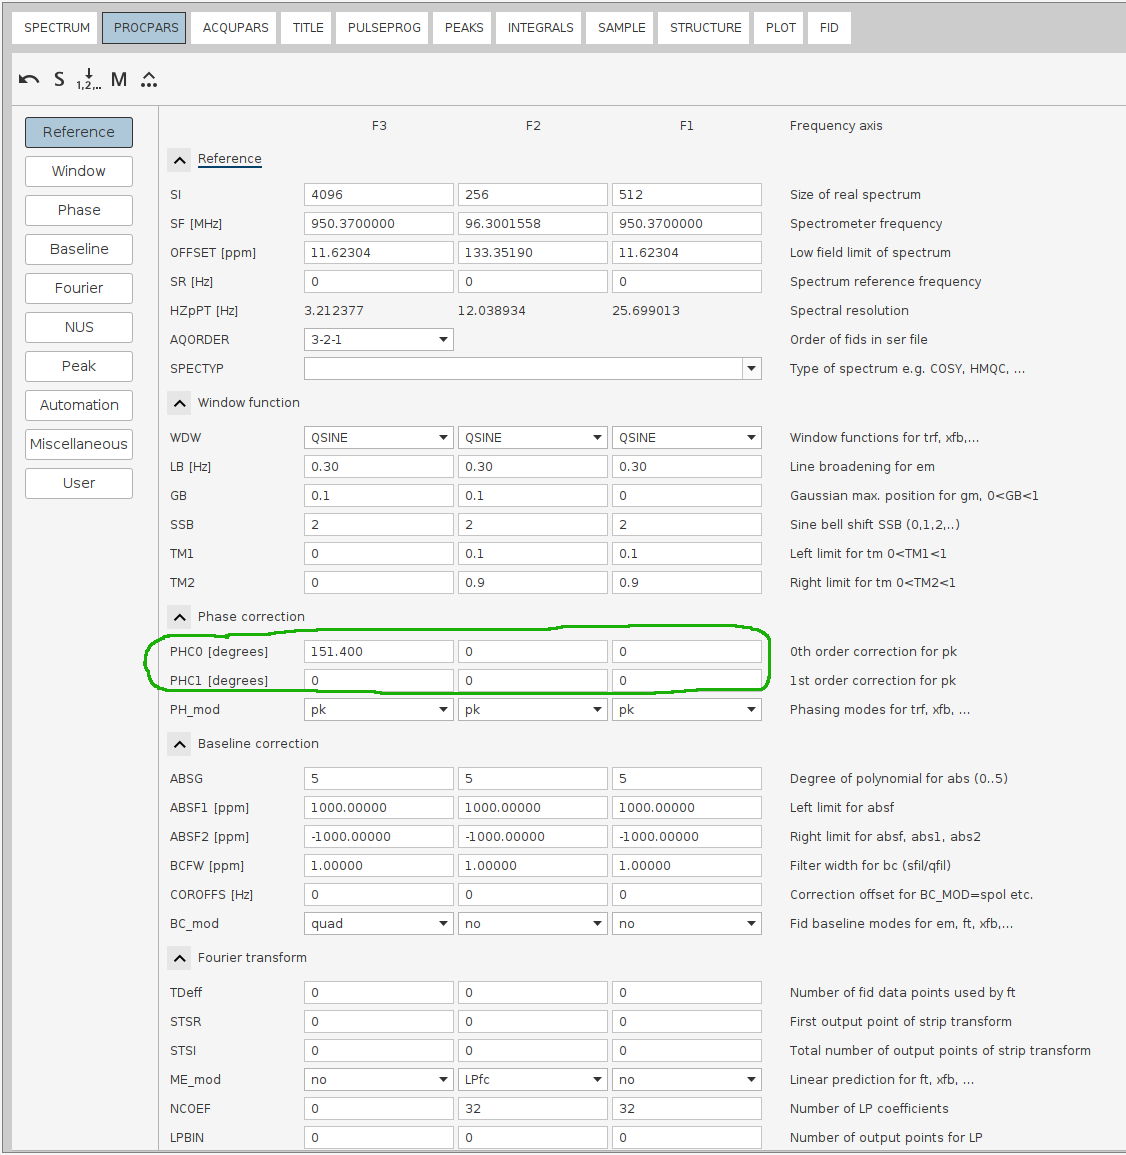 SPECTRUM PROCPARS ACQUPARS TITLE PULSEPROG PEAKS INTEGRALS SAMPLE STRUCTURE PLOT FID
S 1,2,.. M
Reference
Window
Phase
Baseline
Fourier
NUS
Peak
Automation
Miscellaneous
User
F3 F2 F1 Frequency axis
Reference
SI 4096 256 512 Size of real spectrum
SF [MHz] 950.3700000 96.3001558 950.3700000 Spectrometer frequency
OFFSET [ppm] 11.62304 133.35190 11.62304 Low field limit of spectrum
SR [Hz] 0 0 0 Spectrum reference frequency
HZpPT [Hz] 3.212377 12.038934 25.699013 Spectral resolution
AQORDER 3-2-1 Order of fids in ser file
SPECTYP Type of spectrum e.g. COSY, HMQC, ...
Window function
WDW QSINE QSINE QSINE Window functions for trf, xfb,...
LB [Hz] 0.30 0.30 0.30 Line broadening for em
GB 0.1 0.1 0 Gaussian max. position for gm, 0<GB<1
SSB 2 2 2 Sine bell shift SSB (0,1,2,..)
TM1 0 0.1 0.1 Left limit for tm 0<TM1<1
TM2 0 0.9 0.9 Right limit for tm 0<TM2<1
Phase correction
PHC0 [degrees] 151.400 0 0 0th order correction for pk
PHC1 [degrees] 0 0 0 1st order correction for pk
PH_mod pk pk pk Phasing modes for trf, xfb, ...
Baseline correction
ABSG 5 5 5 Degree of polynomial for abs (0..5)
ABSF1 [ppm] 1000.00000 1000.00000 1000.00000 Left limit for absf
ABSF2 [ppm] -1000.00000 -1000.00000 -1000.00000 Right limit for absf, abs1, abs2
BCFW [ppm] 1.00000 1.00000 1.00000 Filter width for bc (sfil/qfil)
COROFFS [Hz] 0 0 0 Correction offset for BC_MOD=spol etc.
BC_mod quad no no Fid baseline modes for em, ft, xfb,...
Fourier transform
TDeff 0 0 0 Number of fid data points used by ft
STSR 0 0 0 First output point of strip transform
STSI 0 0 0 Total number of output points of strip transform
ME_mod no LPfc no Linear prediction for ft, xfb, ...
NCOEF 0 32 32 Number of LP coefficients
LPBIN 0 0 0 Number of output points for LP